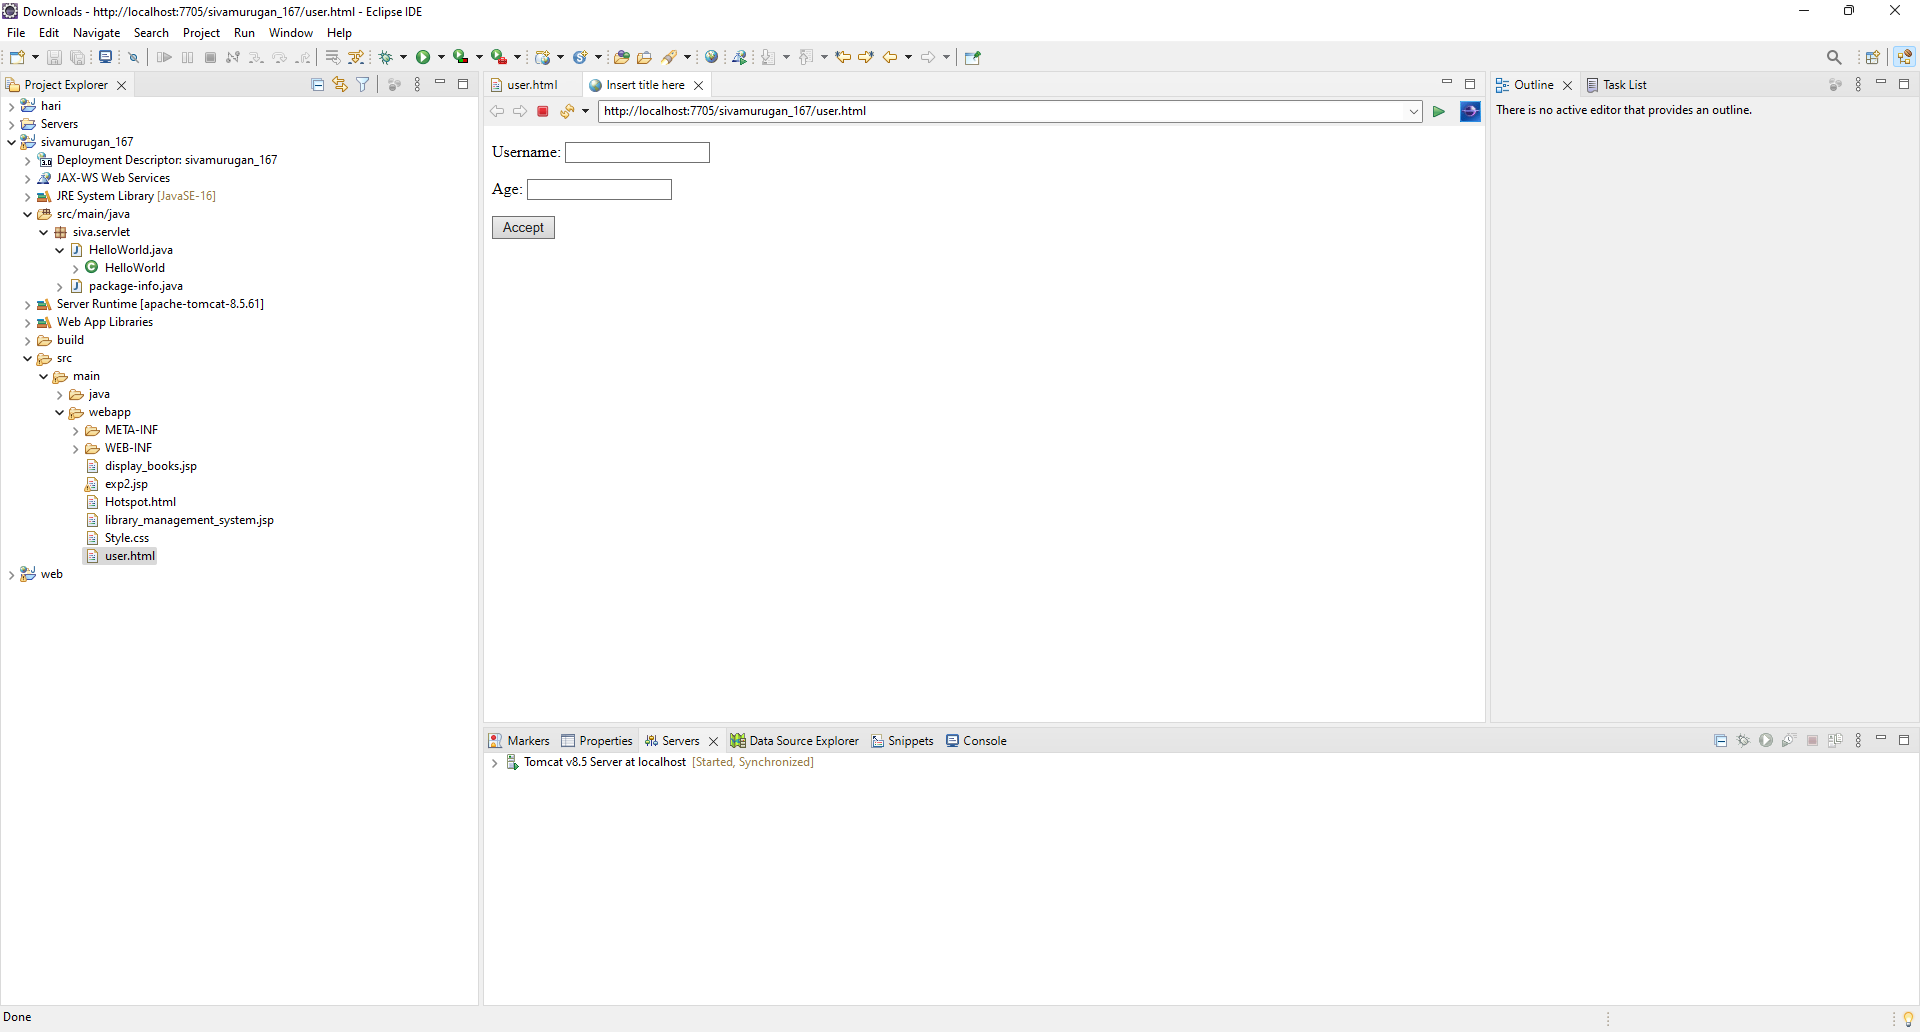 Downloads - http://localhost:7705/sivamurugan_167/user.html - Eclipse IDE
File Edit Navigate Search Project Run Window Help
Project Explorer
hari
Servers
sivamurugan_167
Deployment Descriptor: sivamurugan_167
JAX-WS Web Services
JRE System Library [JavaSE-16]
src/main/java
siva.servlet
HelloWorld.java
HelloWorld
package-info.java
Server Runtime [apache-tomcat-8.5.61]
Web App Libraries
build
src
main
java
webapp
META-INF
WEB-INF
display_books.jsp
exp2.jsp
Hotspot.html
library_management_system.jsp
Style.css
user.html
web
user.html Insert title here
http://localhost:7705/sivamurugan_167/user.html
Username:
Age:
Accept
Outline Task List
There is no active editor that provides an outline.
Markers Properties Servers Data Source Explorer Snippets Console
Tomcat v8.5 Server at localhost [Started, Synchronized]
Done